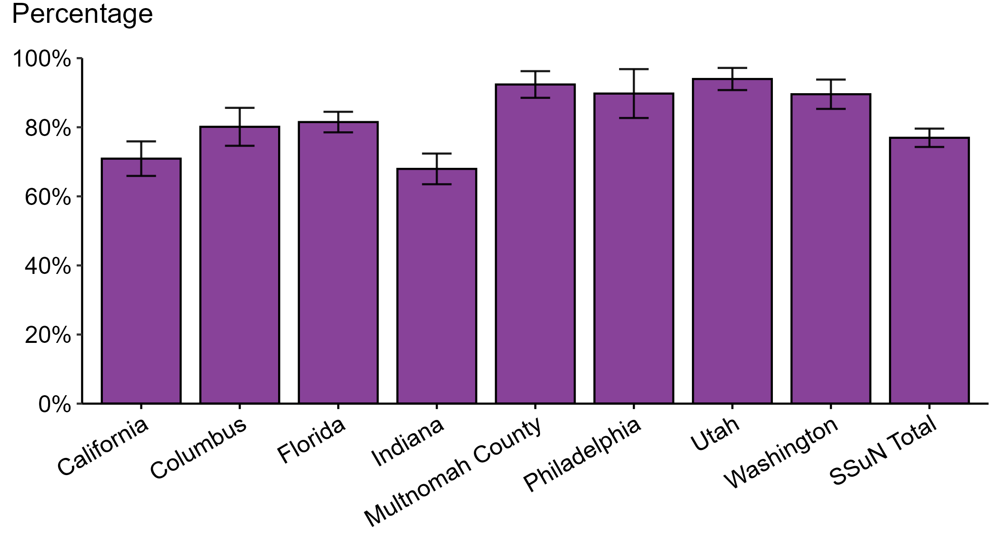 Percentage
100%
80%
60%
40%
20%
0%
California
Columbus
Florida
Indiana
Multnomah County
Philadelphia
Utah
Washington
SSuN Total